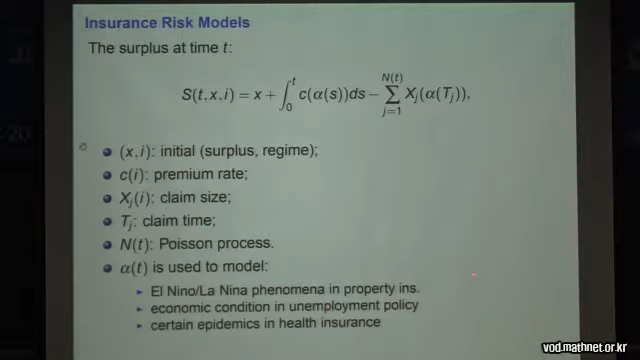 Insurance Risk Models
The surplus at time t:
S(t,x,i) = x + ∫₀ᵗ c(α(s))ds − ∑_{j=1}^{N(t)} X_j(α(T_j)),
(x,i): initial (surplus, regime);
c(i): premium rate;
X_j(i): claim size;
T_j: claim time;
N(t): Poisson process.
α(t) is used to model:
El Nino/La Nina phenomena in property ins.
economic condition in unemployment policy
certain epidemics in health insurance
vod.mathnet.or.kr